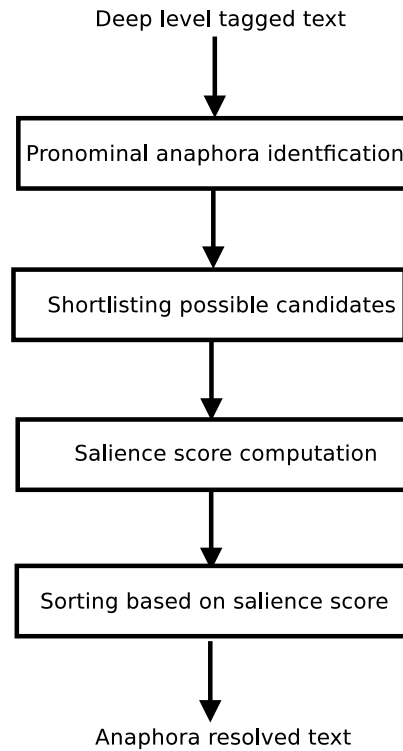 Deep level tagged text
Pronominal anaphora identfication
Shortlisting possible candidates
Salience score computation
Sorting based on salience score
Anaphora resolved text